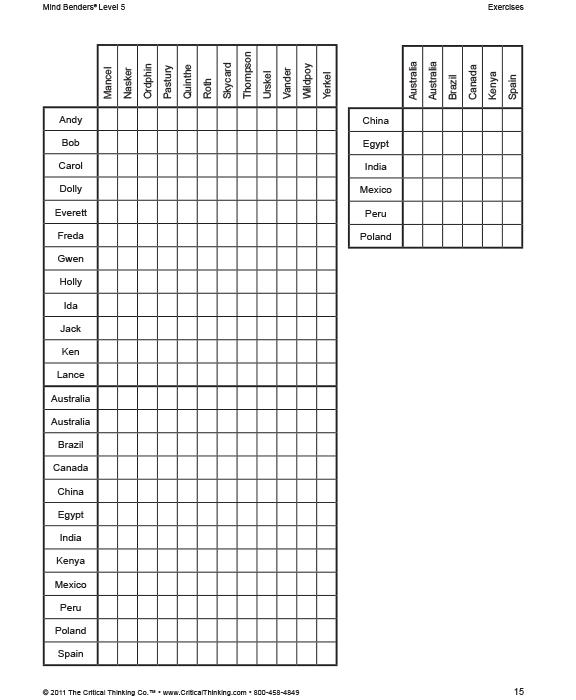 Mind Benders® Level 5 Exercises
Mancel Nasker Ordphin Pastury Quinthe Roth Skycard Thompson Urskel Vander Wildpoy Yerkel
Andy
Bob
Carol
Dolly
Everett
Freda
Gwen
Holly
Ida
Jack
Ken
Lance
Australia
Australia
Brazil
Canada
China
Egypt
India
Kenya
Mexico
Peru
Poland
Spain
Australia Australia Brazil Canada Kenya Spain
China
Egypt
India
Mexico
Peru
Poland
© 2011 The Critical Thinking Co.™ • www.CriticalThinking.com • 800-458-4849 15